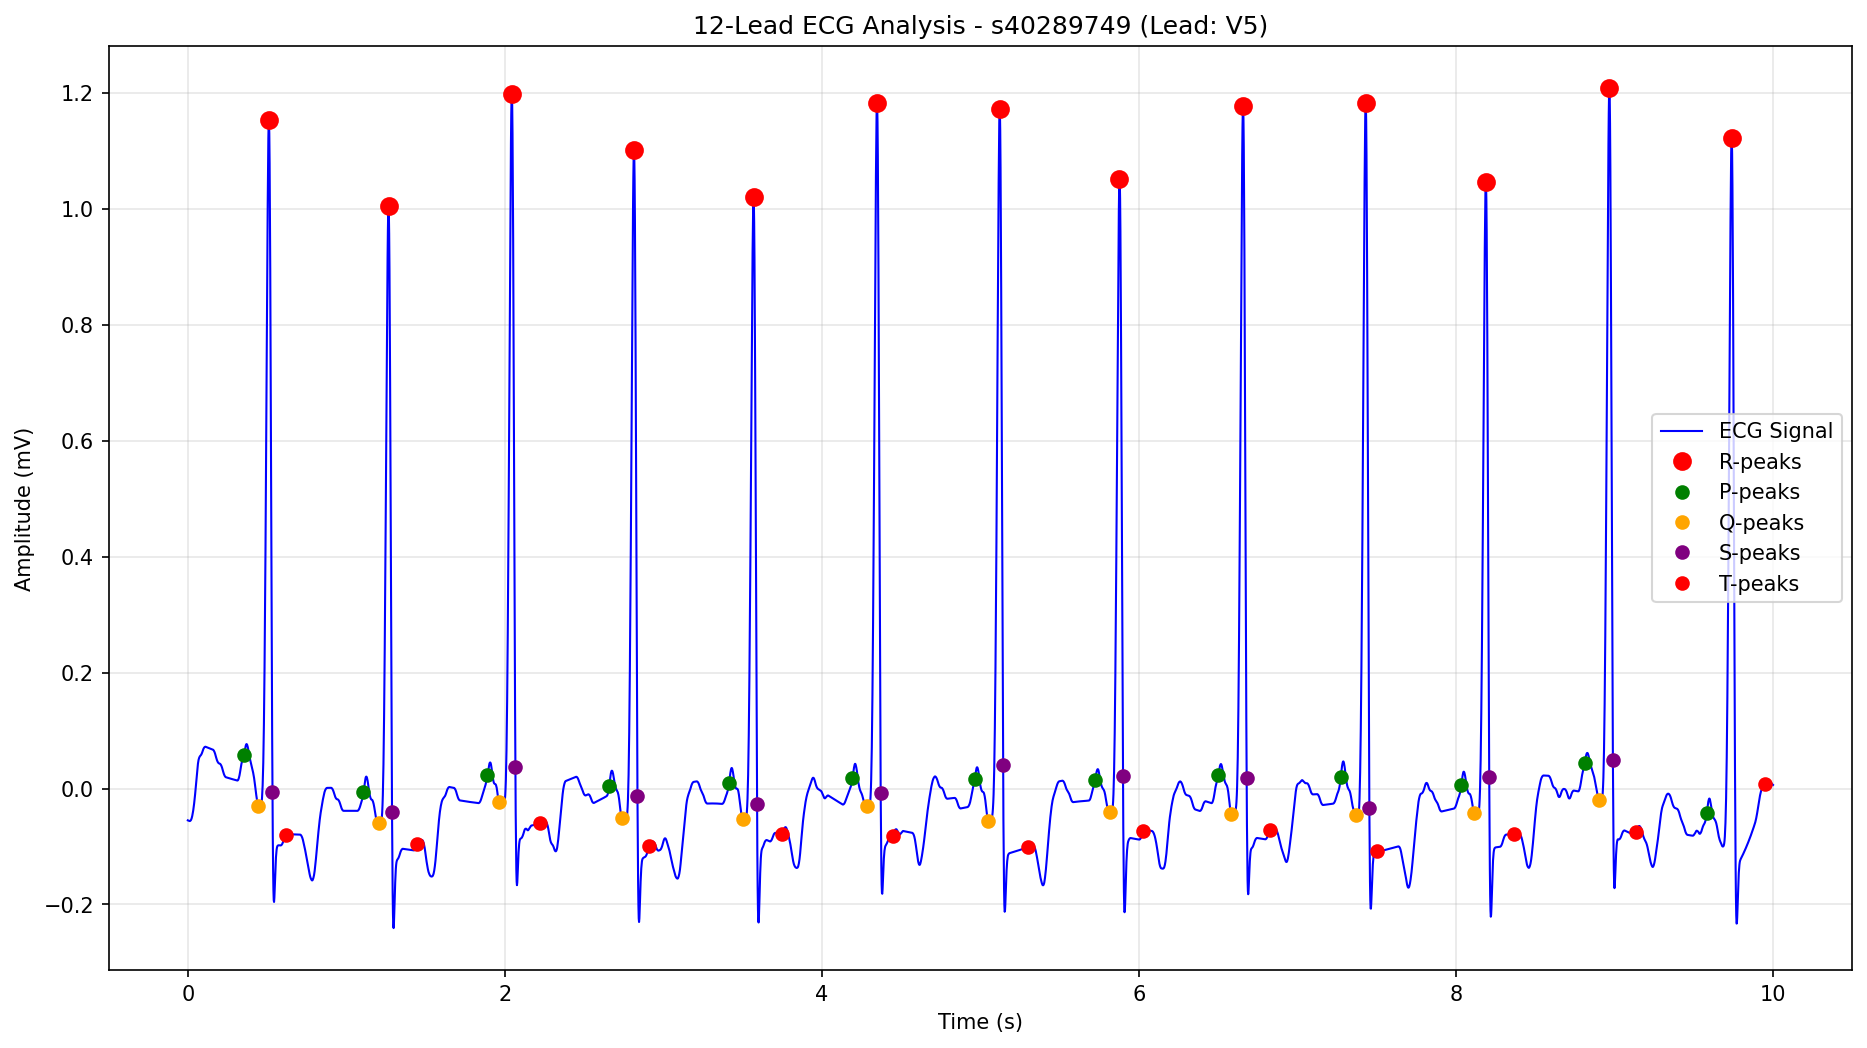 12-Lead ECG Analysis - s40289749 (Lead: V5)
Amplitude (mV)
1.2
1.0
0.8
0.6
0.4
0.2
0.0
−0.2
ECG Signal
R-peaks
P-peaks
Q-peaks
S-peaks
T-peaks
0 2 4 6 8 10
Time (s)